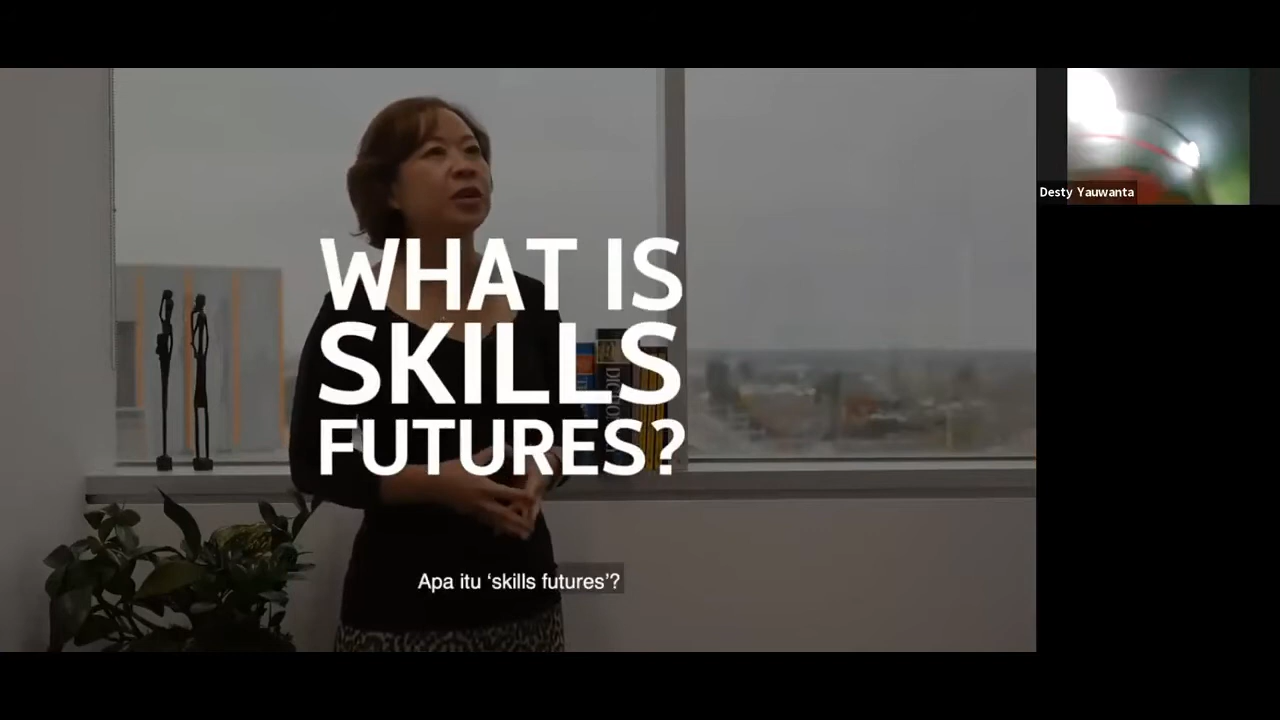 WHAT IS
SKILLS
FUTURES?
Apa itu ‘skills futures’?
Desty Yauwanta